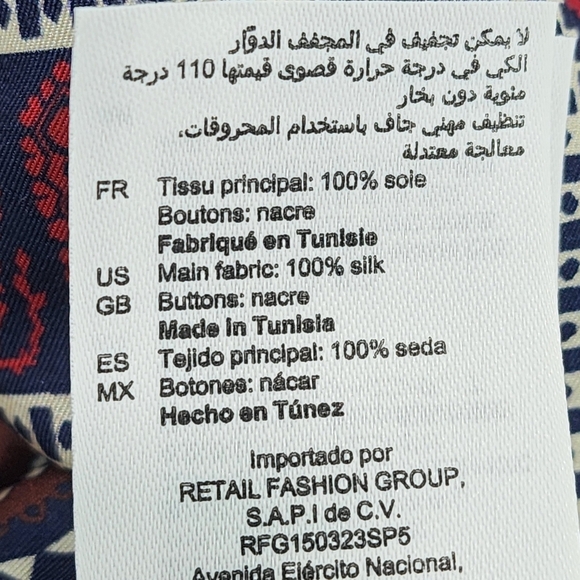 لا يمكن تجفيف في المجفف الدوّار
الكي في درجة حرارة قصوى قيمتها 110 درجة
مئوية دون بخار
تنظيف مهني جاف باستخدام المحروقات،
معالجة معتدلة
FR Tissu principal: 100% soie
Boutons: nacre
Fabriqué en Tunisie
US Main fabric: 100% silk
GB Buttons: nacre
Made in Tunisia
ES Tejido principal: 100% seda
MX Botones: nácar
Hecho en Túnez
Importado por
RETAIL FASHION GROUP,
S.A.P.I de C.V.
RFG150323SP5
Avenida Ejército Nacional,